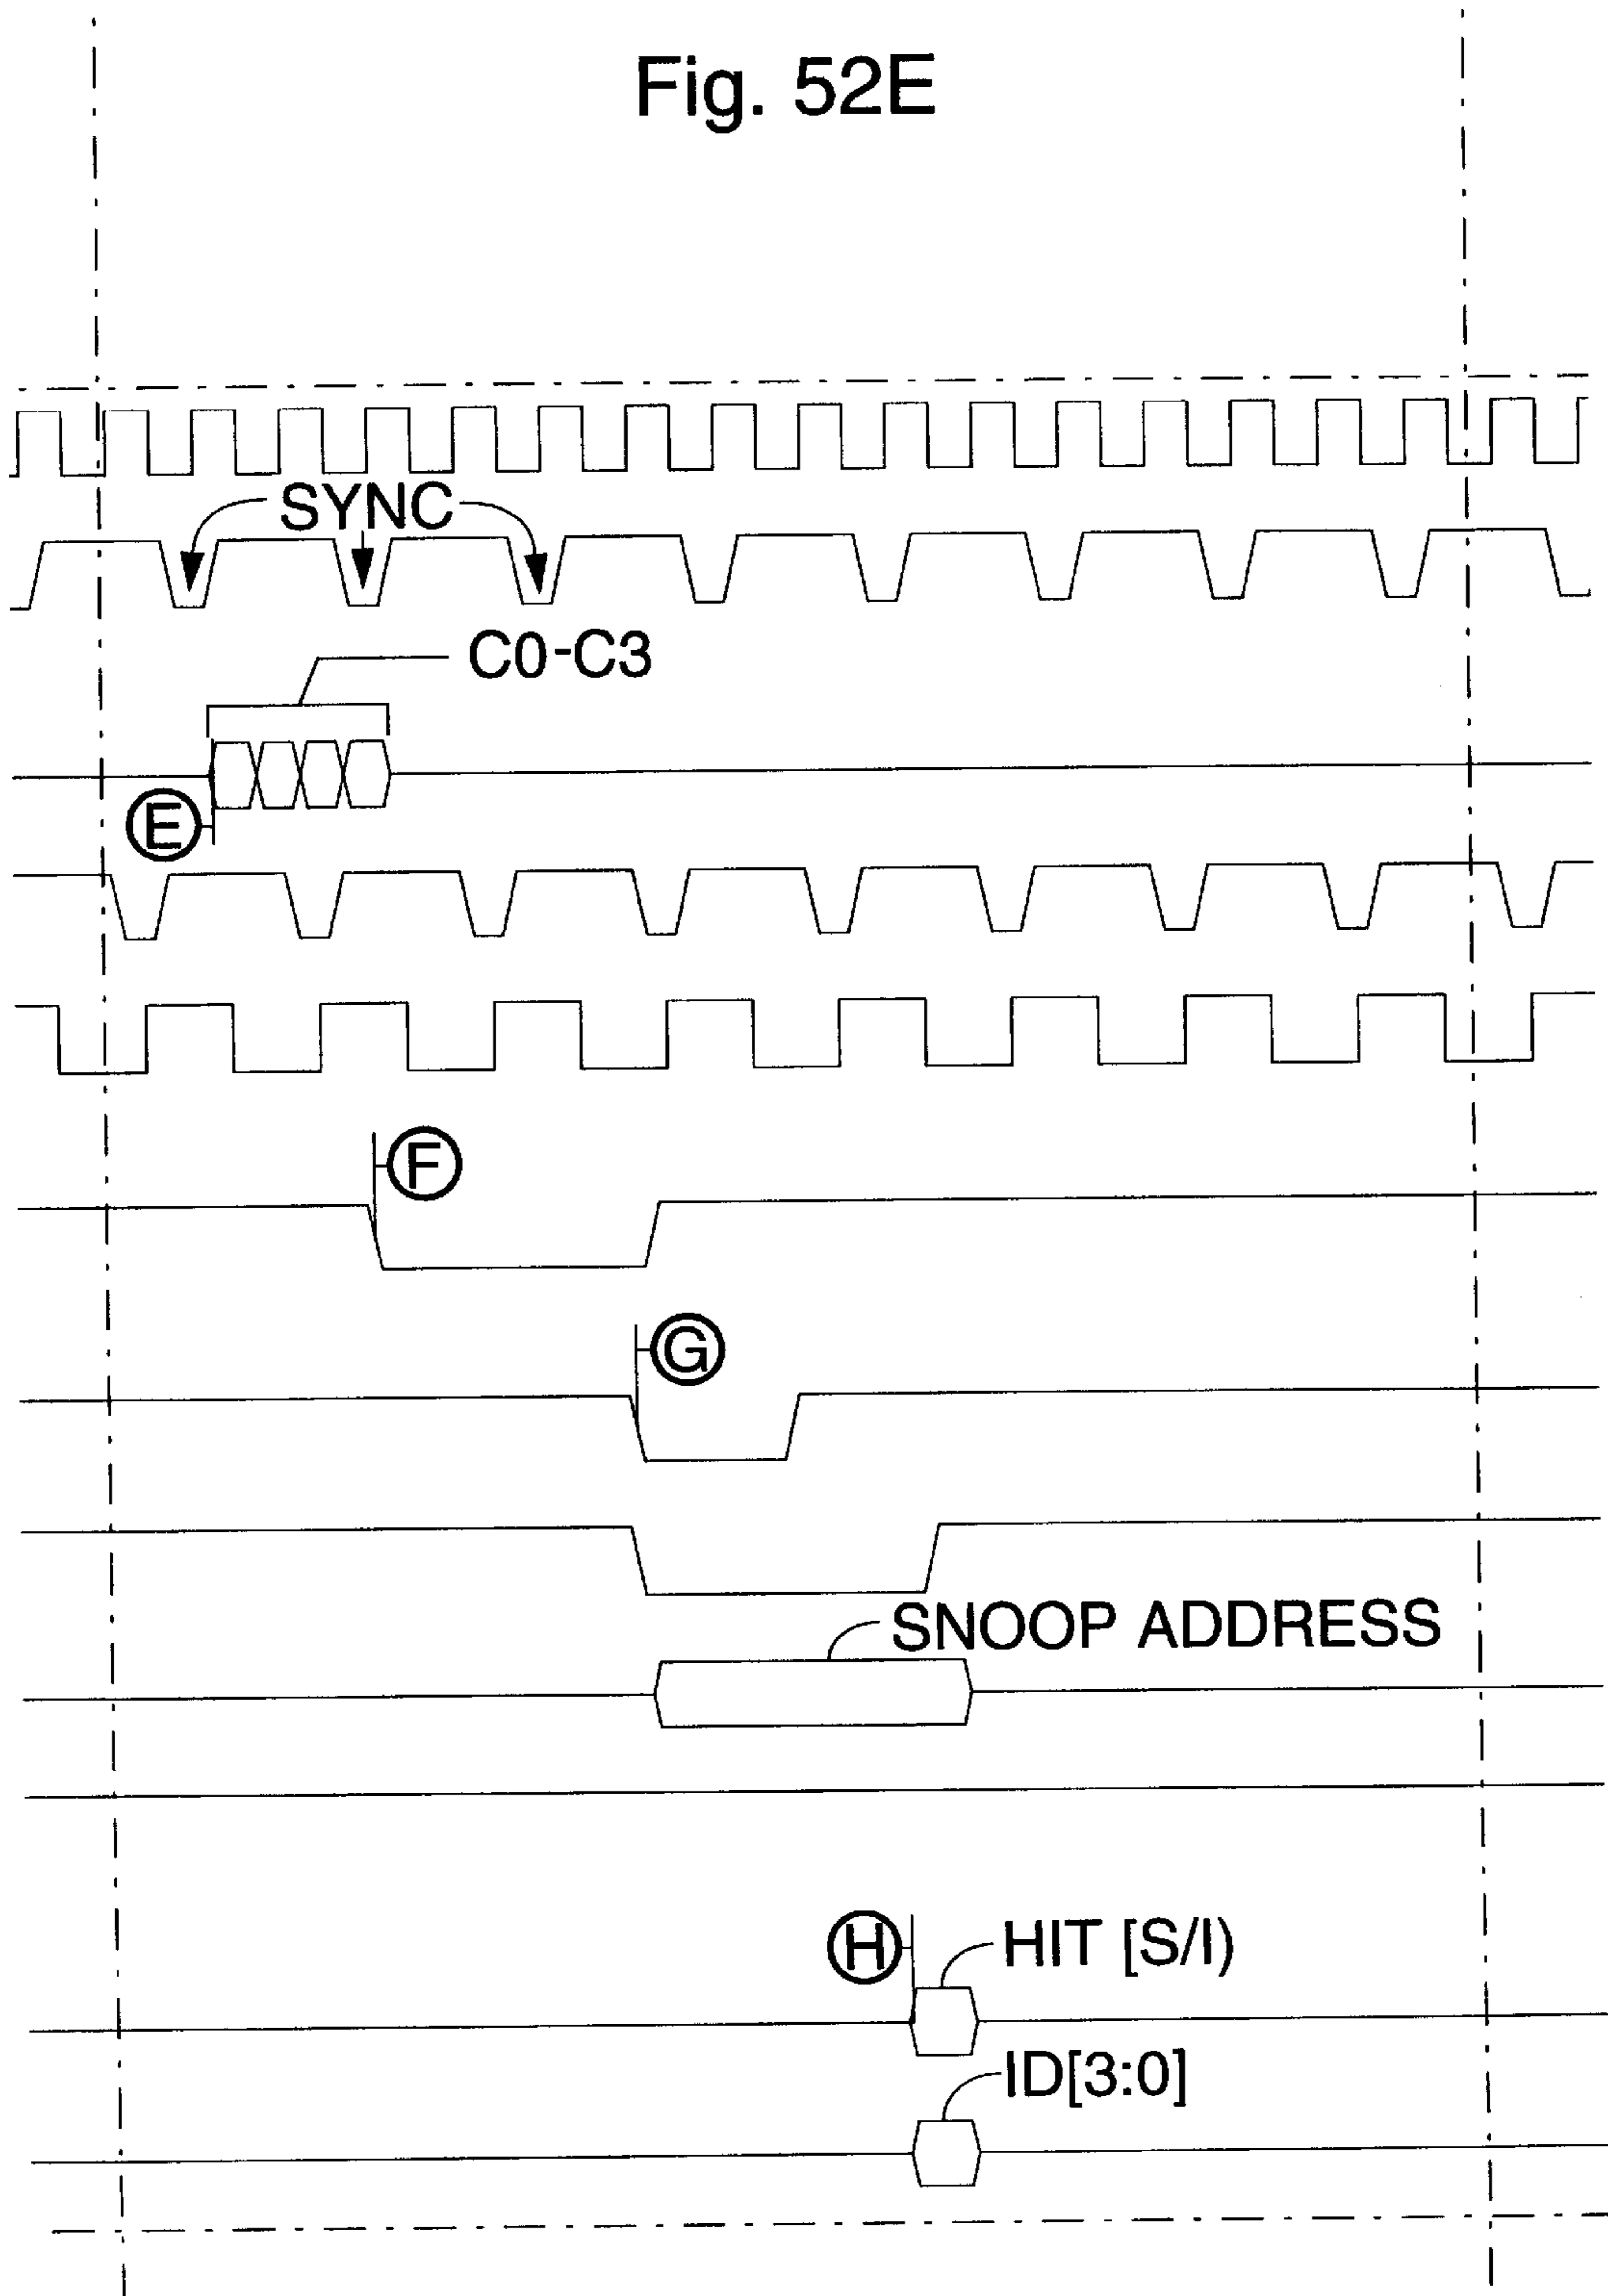 Fig. 52E
SYNC
C0-C3
E
F
G
SNOOP ADDRESS
H
HIT [S/I)
ID[3:0]